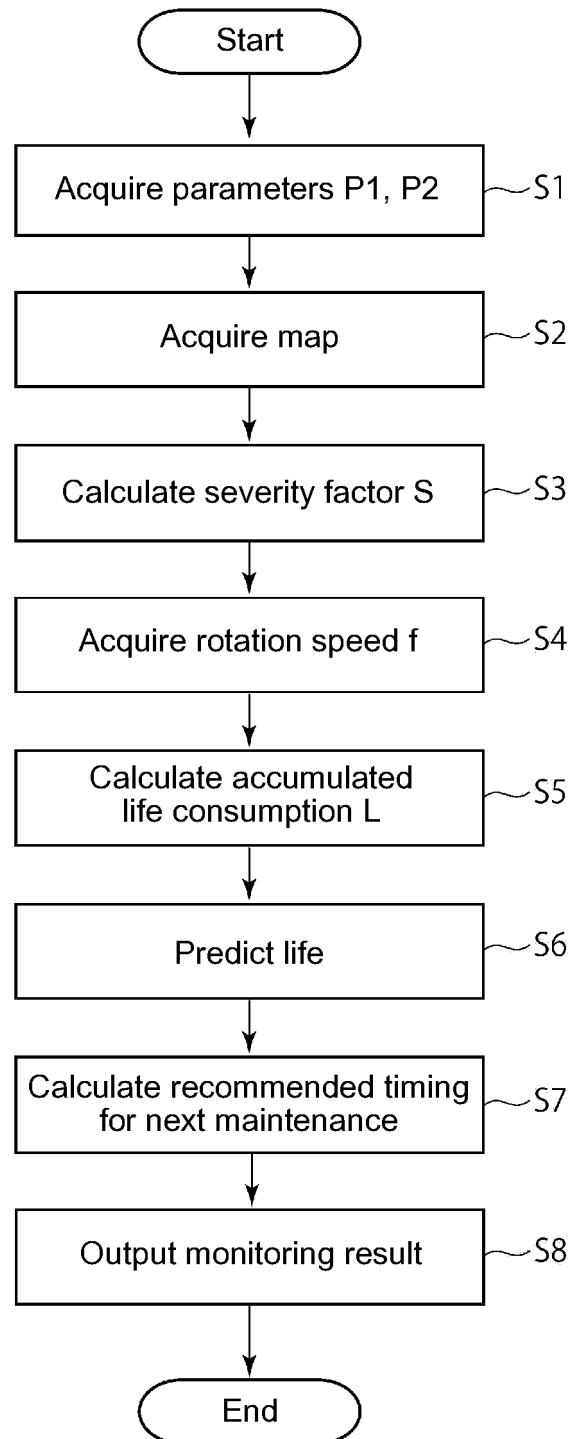 Start
Acquire parameters P1, P2
S1
Acquire map
S2
Calculate severity factor S
S3
Acquire rotation speed f
S4
Calculate accumulated
life consumption L
S5
Predict life
S6
Calculate recommended timing
for next maintenance
S7
Output monitoring result
S8
End